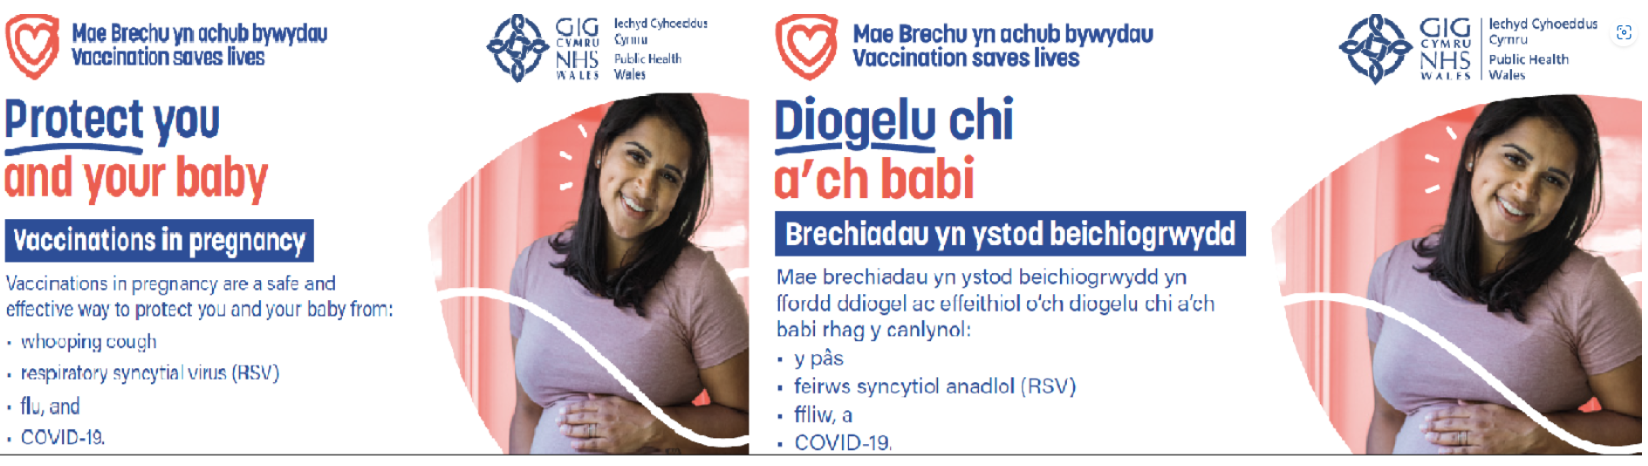 Mae Brechu yn achub bywydau
Vaccination saves lives
GIG
CYMRU
NHS
WALES
Iechyd Cyhoeddus
Cymru
Public Health
Wales
Protect you
and your baby
Vaccinations in pregnancy
Vaccinations in pregnancy are a safe and
effective way to protect you and your baby from:
• whooping cough
• respiratory syncytial virus (RSV)
• flu, and
• COVID-19.
Mae Brechu yn achub bywydau
Vaccination saves lives
GIG
CYMRU
NHS
WALES
Iechyd Cyhoeddus
Cymru
Public Health
Wales
Diogelu chi
a'ch babi
Brechiadau yn ystod beichiogrwydd
Mae brechiadau yn ystod beichiogrwydd yn
ffordd ddiogel ac effeithiol o'ch diogelu chi a'ch
babi rhag y canlynol:
• y pâs
• feirws syncytiol anadlol (RSV)
• ffliw, a
• COVID-19.